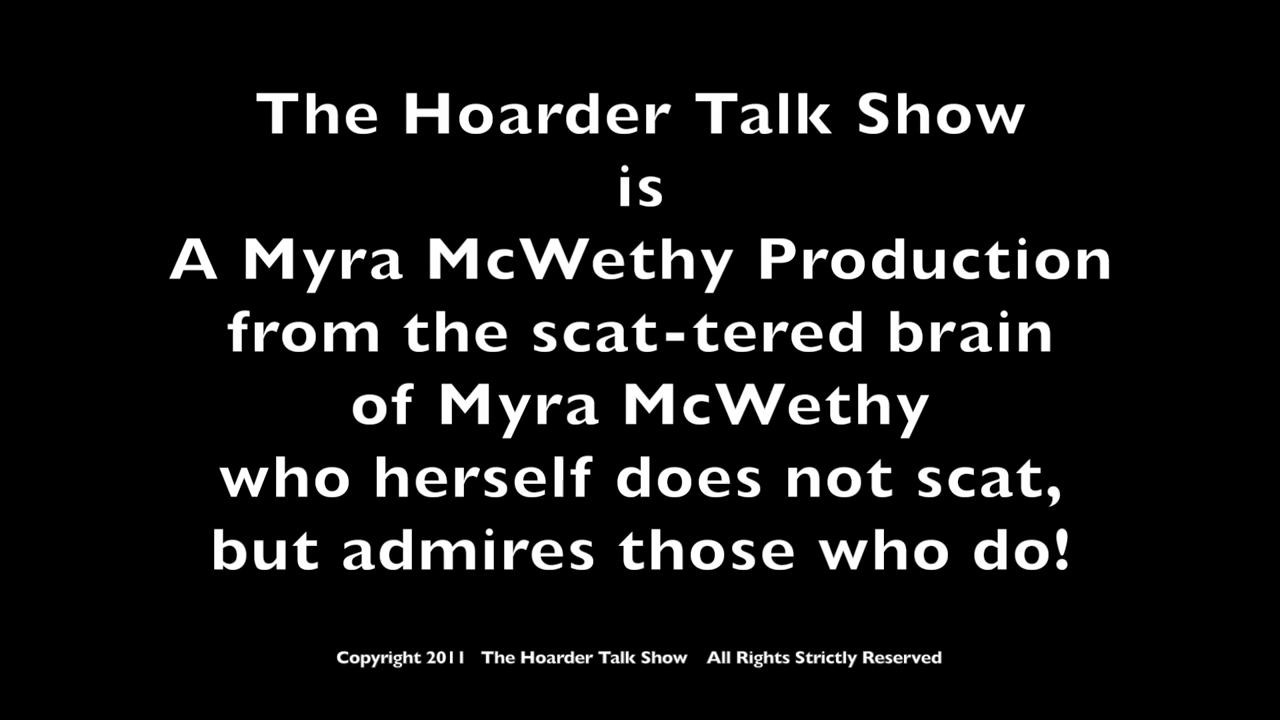 The Hoarder Talk Show
is
A Myra McWethy Production
from the scat-tered brain
of Myra McWethy
who herself does not scat,
but admires those who do!
Copyright 2011 The Hoarder Talk Show All Rights Strictly Reserved